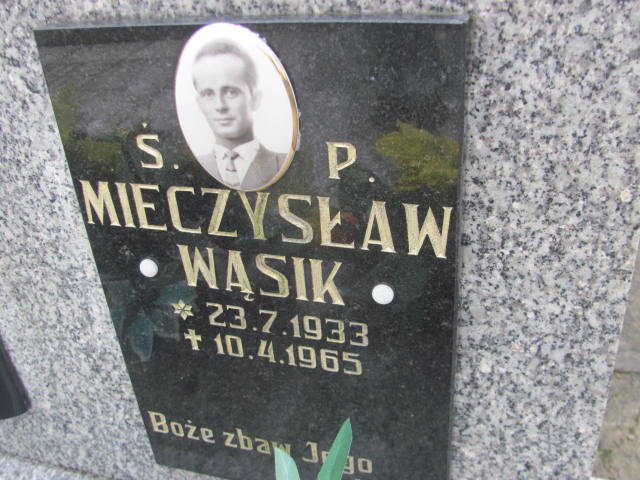 Ś. P.
MIECZYSŁAW
WĄSIK
* 23.7.1933
✝ 10.4.1965
Boże zbaw Jego